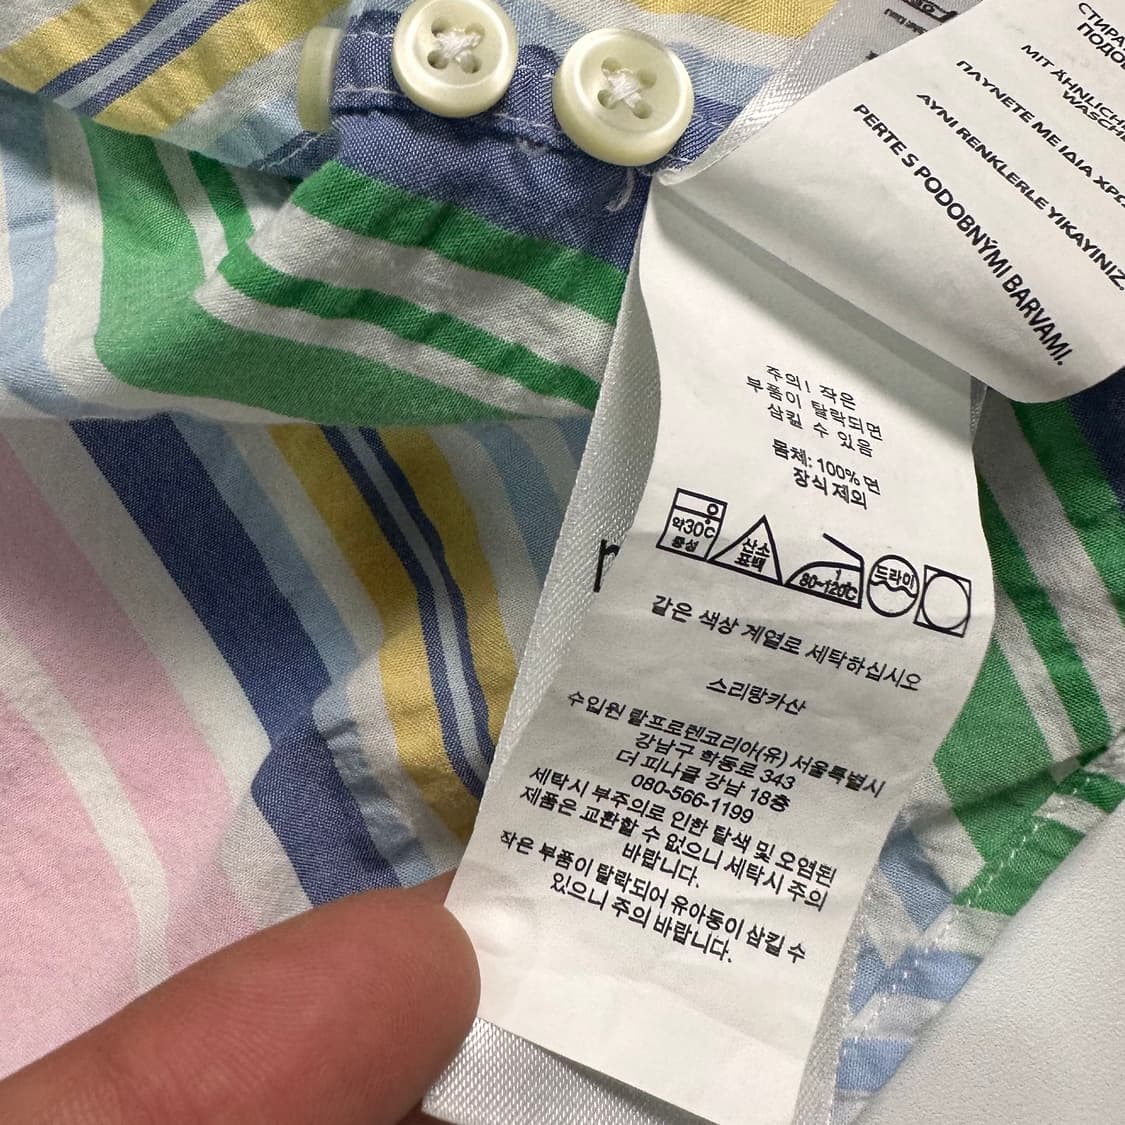 СТИРА
ПОДОБ
MIT ÄHNLICHE
WASCHE
ΠΛΥΝΕΤΕ ΜΕ ΙΔΙΑ ΧΡΩ
AYNI RENKLERLE YIKAYINIZ.
PERTE S PODOBNÝMI BARVAMI.
주의! 작은
부품이 탈락되면
삼킬 수 있음
몸체: 100% 면
장식 제외
약30℃
중성
산소
표백
1
80~120℃
드라이
같은 색상 계열로 세탁하십시오
스리랑카산
수입원 랄프로렌코리아(유) 서울특별시
강남구 학동로 343
더 피나클 강남 18층
080-566-1199
세탁시 부주의로 인한 탈색 및 오염된
제품은 교환할 수 없으니 세탁시 주의
바랍니다.
작은 부품이 탈락되어 유아동이 삼킬 수
있으니 주의 바랍니다.